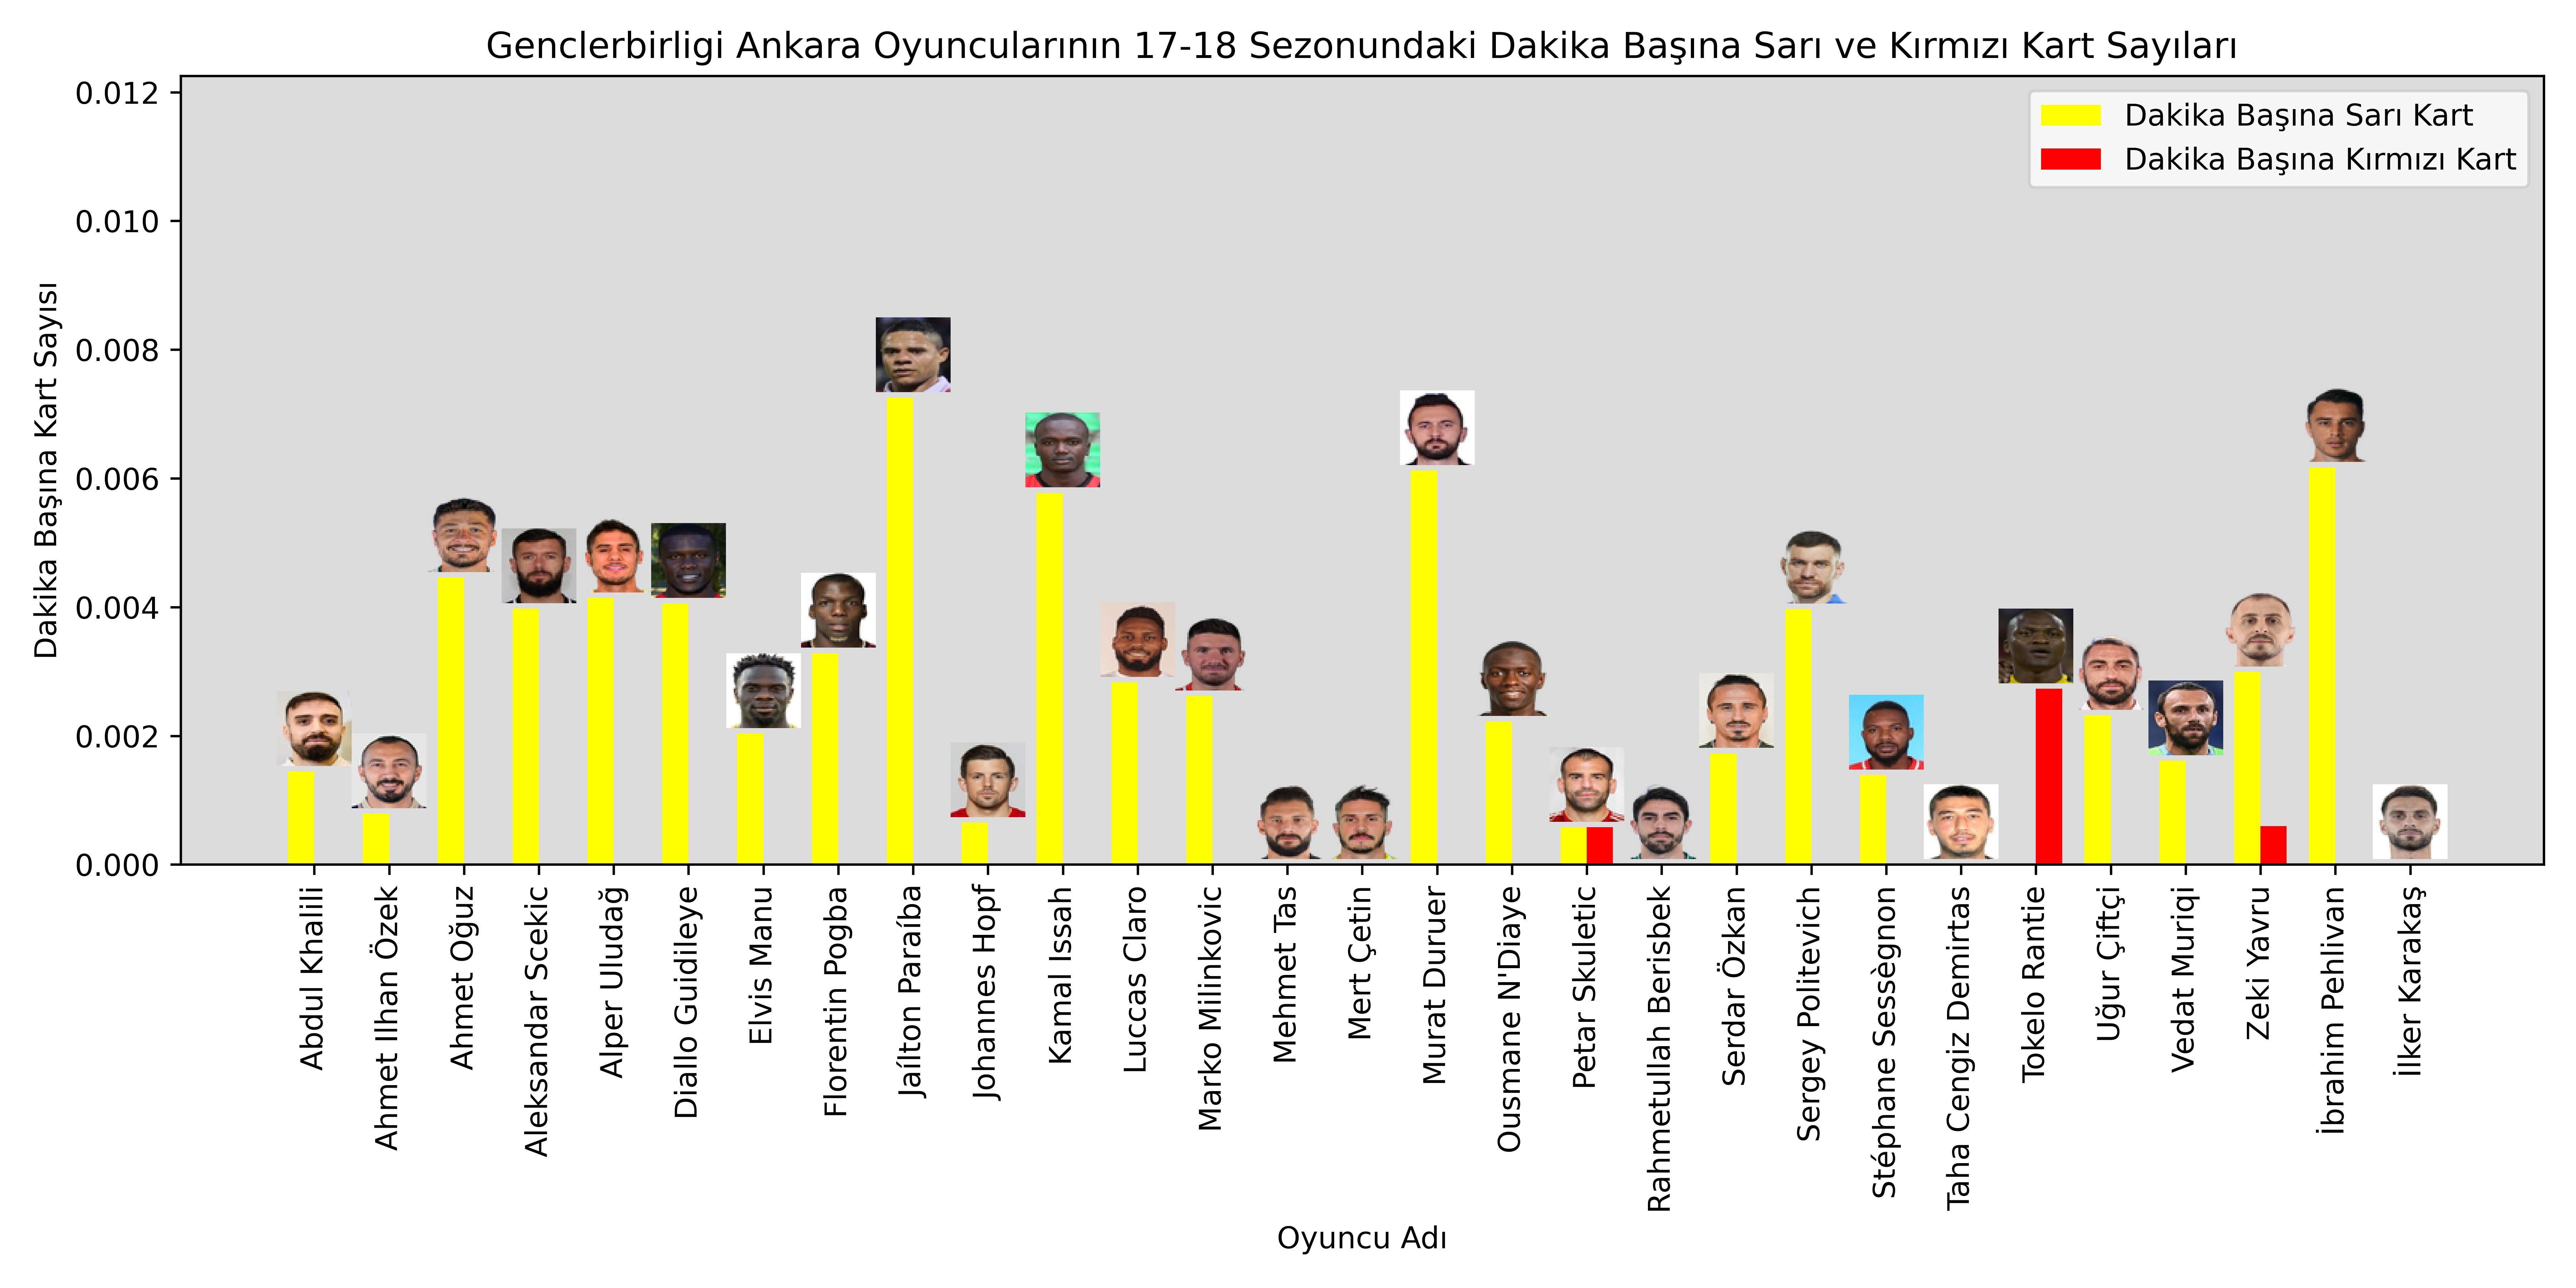 Genclerbirligi Ankara Oyuncularının 17-18 Sezonundaki Dakika Başına Sarı ve Kırmızı Kart Sayıları
Dakika Başına Sarı Kart
Dakika Başına Kırmızı Kart
Dakika Başına Kart Sayısı
0.012
0.010
0.008
0.006
0.004
0.002
0.000
Abdul Khalili
Ahmet Ilhan Özek
Ahmet Oğuz
Aleksandar Scekic
Alper Uludağ
Diallo Guidileye
Elvis Manu
Florentin Pogba
Jaílton Paraíba
Johannes Hopf
Kamal Issah
Luccas Claro
Marko Milinkovic
Mehmet Tas
Mert Çetin
Murat Duruer
Ousmane N'Diaye
Petar Skuletic
Rahmetullah Berisbek
Serdar Özkan
Sergey Politevich
Stéphane Sessègnon
Taha Cengiz Demirtas
Tokelo Rantie
Uğur Çiftçi
Vedat Muriqi
Zeki Yavru
İbrahim Pehlivan
İlker Karakaş
Oyuncu Adı